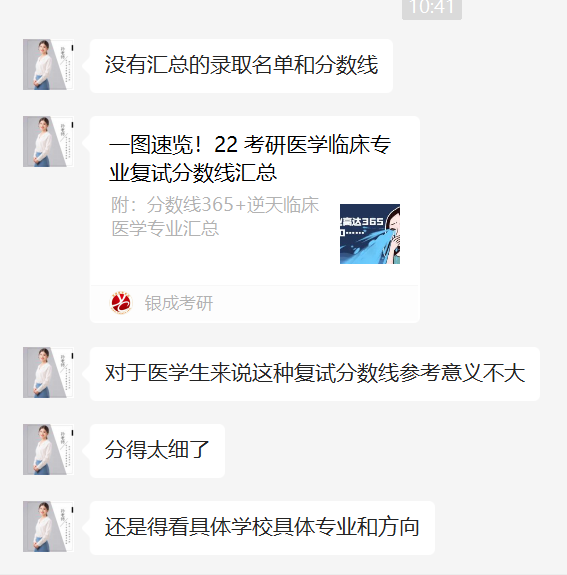 10:41
没有汇总的录取名单和分数线
一图速览！22 考研医学临床专
业复试分数线汇总
附：分数线365+逆天临床
医学专业汇总
高达365
银成考研
对于医学生来说这种复试分数线参考意义不大
分得太细了
还是得看具体学校具体专业和方向